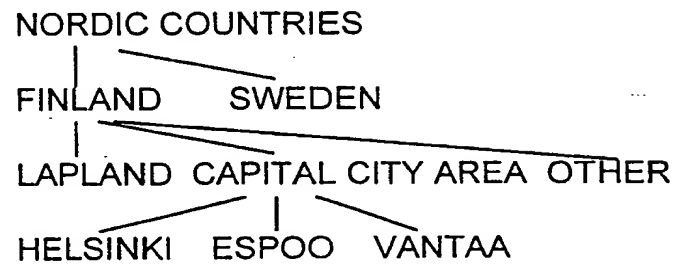 NORDIC COUNTRIES
FINLAND SWEDEN
LAPLAND CAPITAL CITY AREA OTHER
HELSINKI ESPOO VANTAA